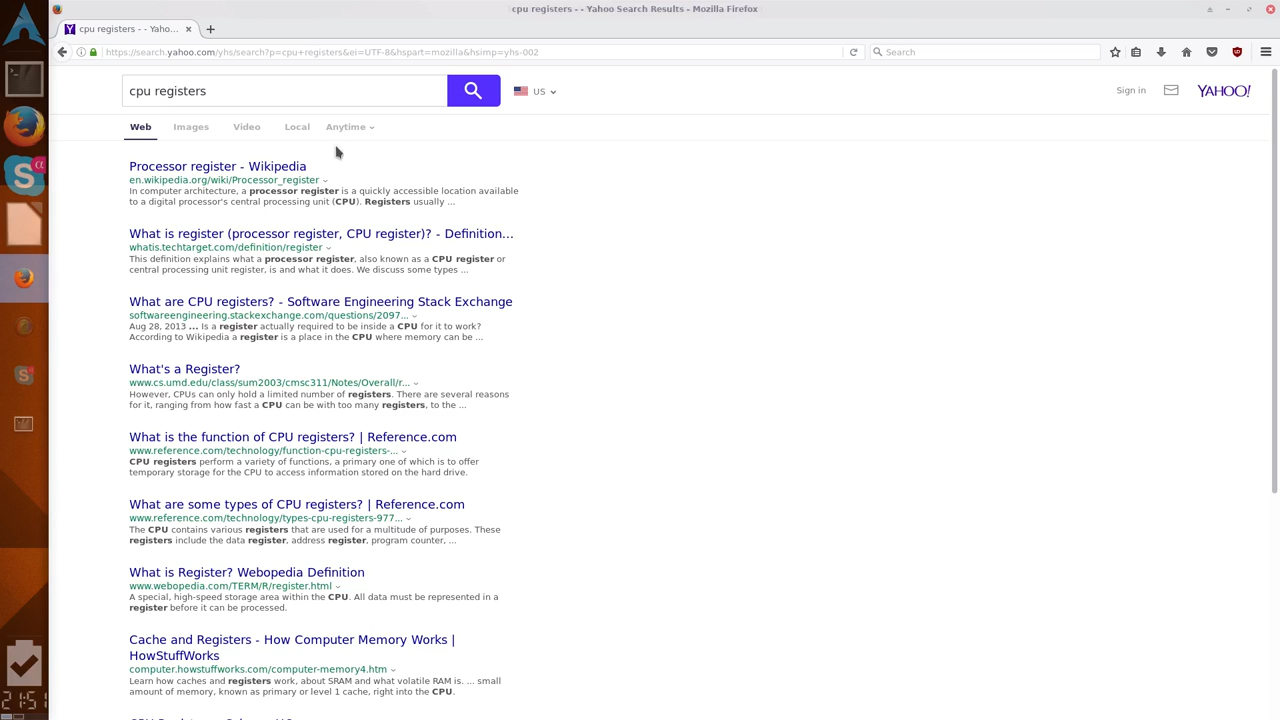 cpu registers - - Yahoo Search Results - Mozilla Firefox
cpu registers - - Yaho...
https://search.yahoo.com/yhs/search?p=cpu+registers&ei=UTF-8&hspart=mozilla&hsimp=yhs-002
Search
cpu registers
US
Sign in
YAHOO!
Web
Images
Video
Local
Anytime
Processor register - Wikipedia
en.wikipedia.org/wiki/Processor_register
In computer architecture, a processor register is a quickly accessible location available
to a digital processor's central processing unit (CPU). Registers usually ...
What is register (processor register, CPU register)? - Definition...
whatis.techtarget.com/definition/register
This definition explains what a processor register, also known as a CPU register or
central processing unit register, is and what it does. We discuss some types ...
What are CPU registers? - Software Engineering Stack Exchange
softwareengineering.stackexchange.com/questions/2097...
Aug 28, 2013 ... Is a register actually required to be inside a CPU for it to work?
According to Wikipedia a register is a place in the CPU where memory can be ...
What's a Register?
www.cs.umd.edu/class/sum2003/cmsc311/Notes/Overall/r...
However, CPUs can only hold a limited number of registers. There are several reasons
for it, ranging from how fast a CPU can be with too many registers, to the ...
What is the function of CPU registers? | Reference.com
www.reference.com/technology/function-cpu-registers-...
CPU registers perform a variety of functions, a primary one of which is to offer
temporary storage for the CPU to access information stored on the hard drive.
What are some types of CPU registers? | Reference.com
www.reference.com/technology/types-cpu-registers-977...
The CPU contains various registers that are used for a multitude of purposes. These
registers include the data register, address register, program counter, ...
What is Register? Webopedia Definition
www.webopedia.com/TERM/R/register.html
A special, high-speed storage area within the CPU. All data must be represented in a
register before it can be processed.
Cache and Registers - How Computer Memory Works |
HowStuffWorks
computer.howstuffworks.com/computer-memory4.htm
Learn how caches and registers work, about SRAM and what volatile RAM is. ... small
amount of memory, known as primary or level 1 cache, right into the CPU.
21:51